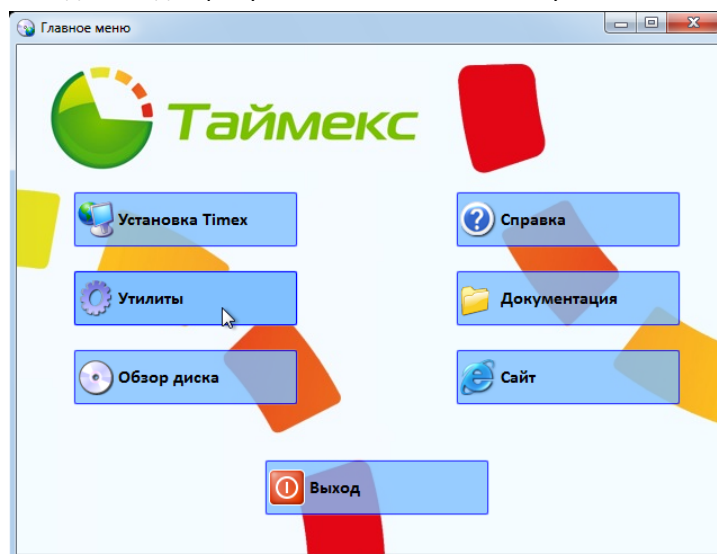 Главное меню
Таймекс
Установка Timex
Справка
Утилиты
Документация
Обзор диска
Сайт
Выход